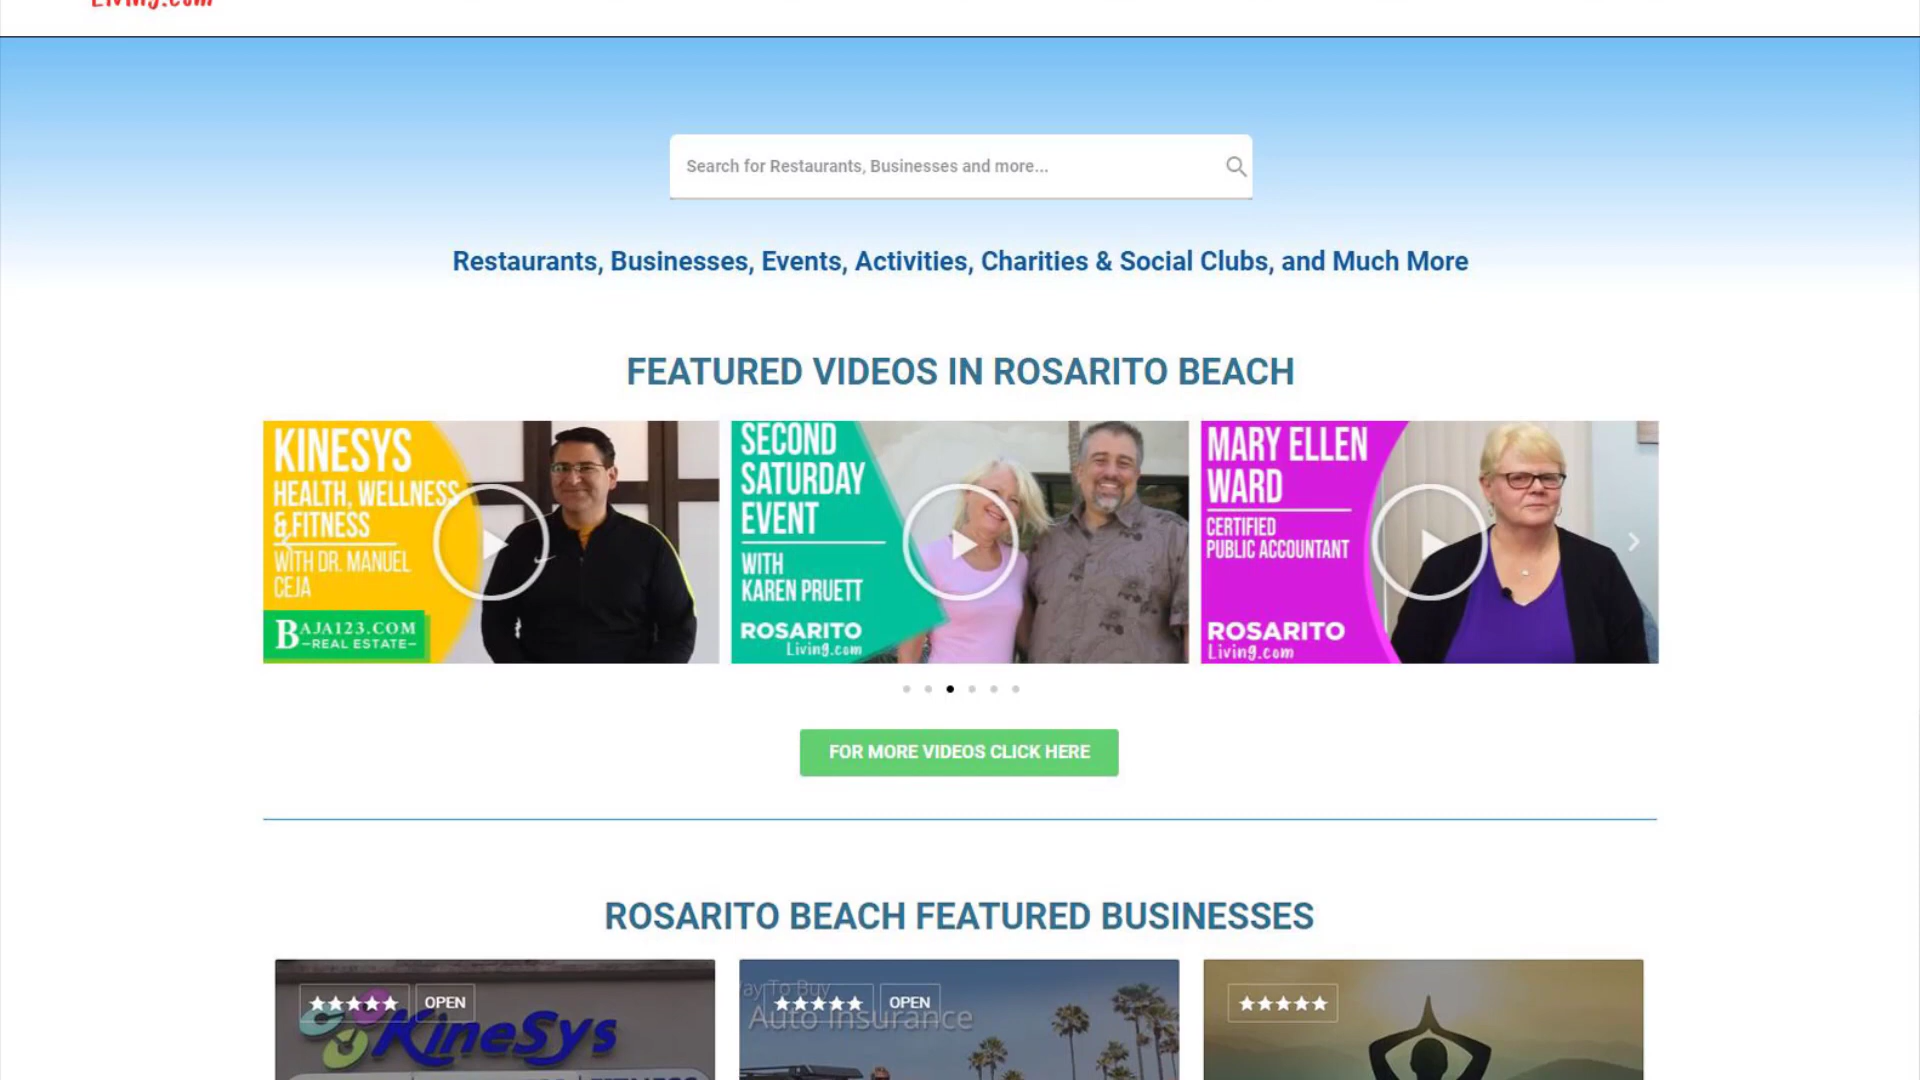 Living.com
Search for Restaurants, Businesses and more...
Restaurants, Businesses, Events, Activities, Charities & Social Clubs, and Much More
FEATURED VIDEOS IN ROSARITO BEACH
KINESYS
HEALTH, WELLNESS
& FITNESS
WITH DR. MANUEL
CEJA
BAJA123.COM
–REAL ESTATE–
SECOND
SATURDAY
EVENT
WITH
KAREN PRUETT
ROSARITO
Living.com
MARY ELLEN
WARD
CERTIFIED
PUBLIC ACCOUNTANT
ROSARITO
Living.com
FOR MORE VIDEOS CLICK HERE
ROSARITO BEACH FEATURED BUSINESSES
OPEN
KineSys
OPEN
ay To Buy
Auto Insurance